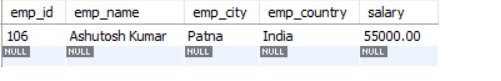 emp_id emp_name emp_city emp_country salary
106 Ashutosh Kumar Patna India 55000.00
NULL NULL NULL NULL NULL